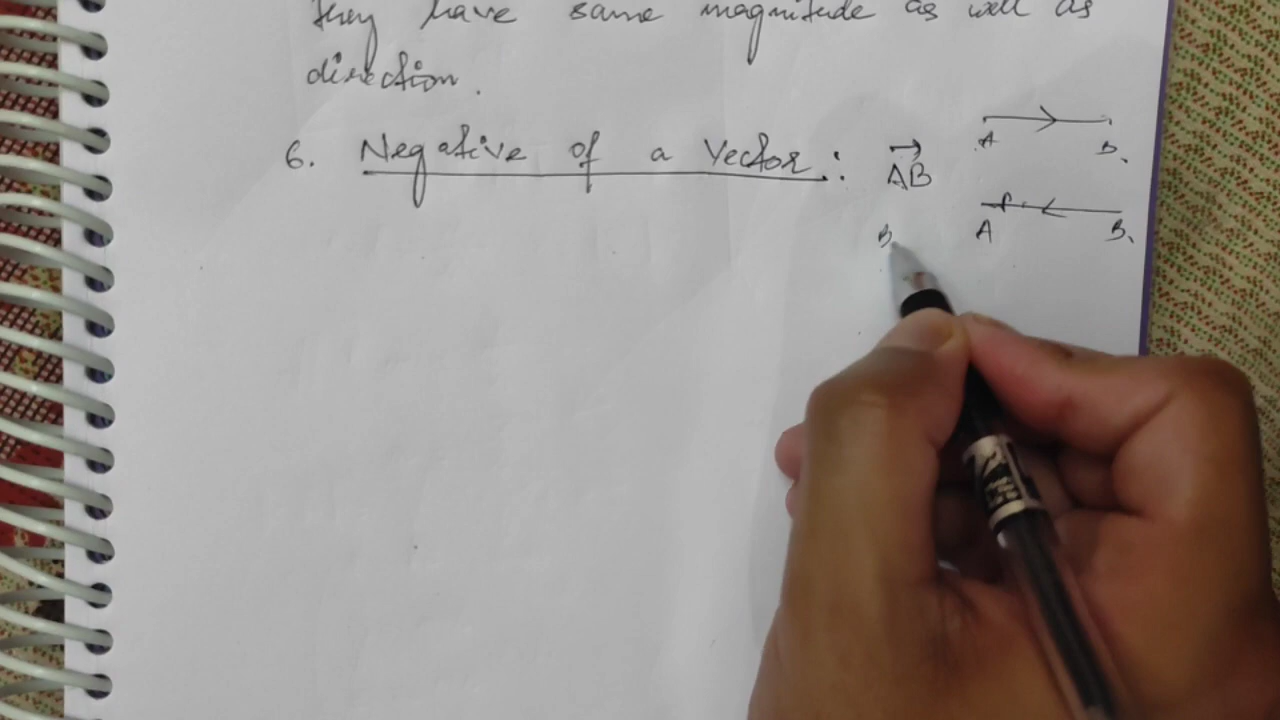 they have same magnitude as well as
direction.
6. Negative of a Vector :
AB
A B
A B
B